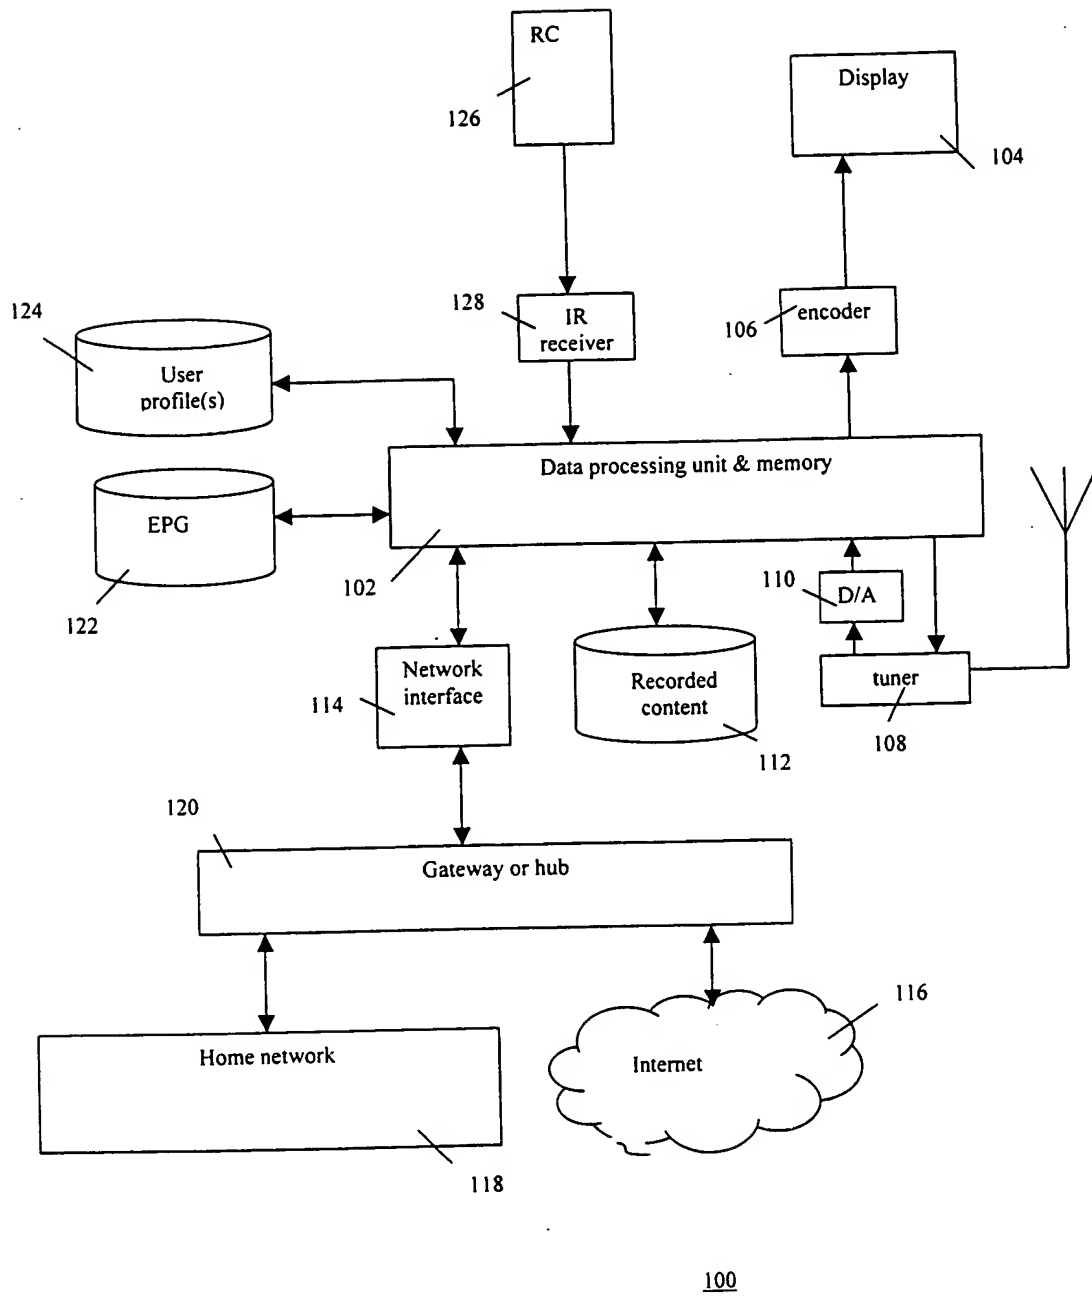 RC
126
Display
104
124
128
IR
receiver
106
encoder
User
profile(s)
Data processing unit & memory
EPG
122
102
110
D/A
Network
interface
114
Recorded
content
112
tuner
108
120
Gateway or hub
116
Home network
Internet
118
100